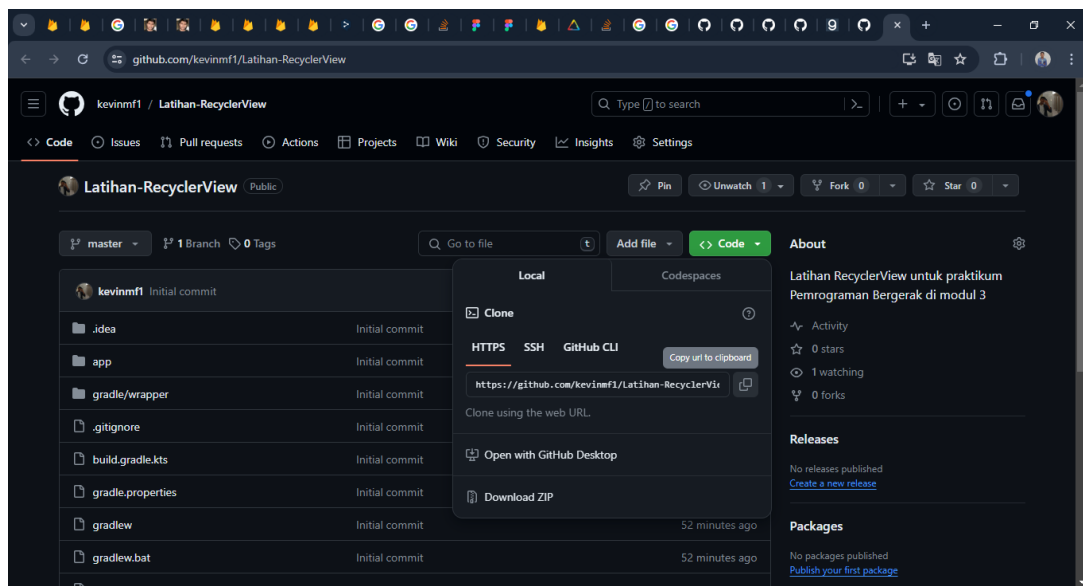 github.com/kevinmf1/Latihan-RecyclerView
kevinmf1 / Latihan-RecyclerView
Type / to search
Code Issues Pull requests Actions Projects Wiki Security Insights Settings
Latihan-RecyclerView Public
Pin Unwatch 1 Fork 0 Star 0
master 1 Branch 0 Tags
Go to file t
Add file Code
kevinmf1 Initial commit
.idea Initial commit
app Initial commit
gradle/wrapper Initial commit
.gitignore Initial commit
build.gradle.kts Initial commit
gradle.properties Initial commit
gradlew Initial commit 52 minutes ago
gradlew.bat Initial commit 52 minutes ago
Local Codespaces
Clone
HTTPS SSH GitHub CLI
Copy url to clipboard
https://github.com/kevinmf1/Latihan-RecyclerVie
Clone using the web URL.
Open with GitHub Desktop
Download ZIP
About
Latihan RecyclerView untuk praktikum
Pemrograman Bergerak di modul 3
Activity
0 stars
1 watching
0 forks
Releases
No releases published
Create a new release
Packages
No packages published
Publish your first package